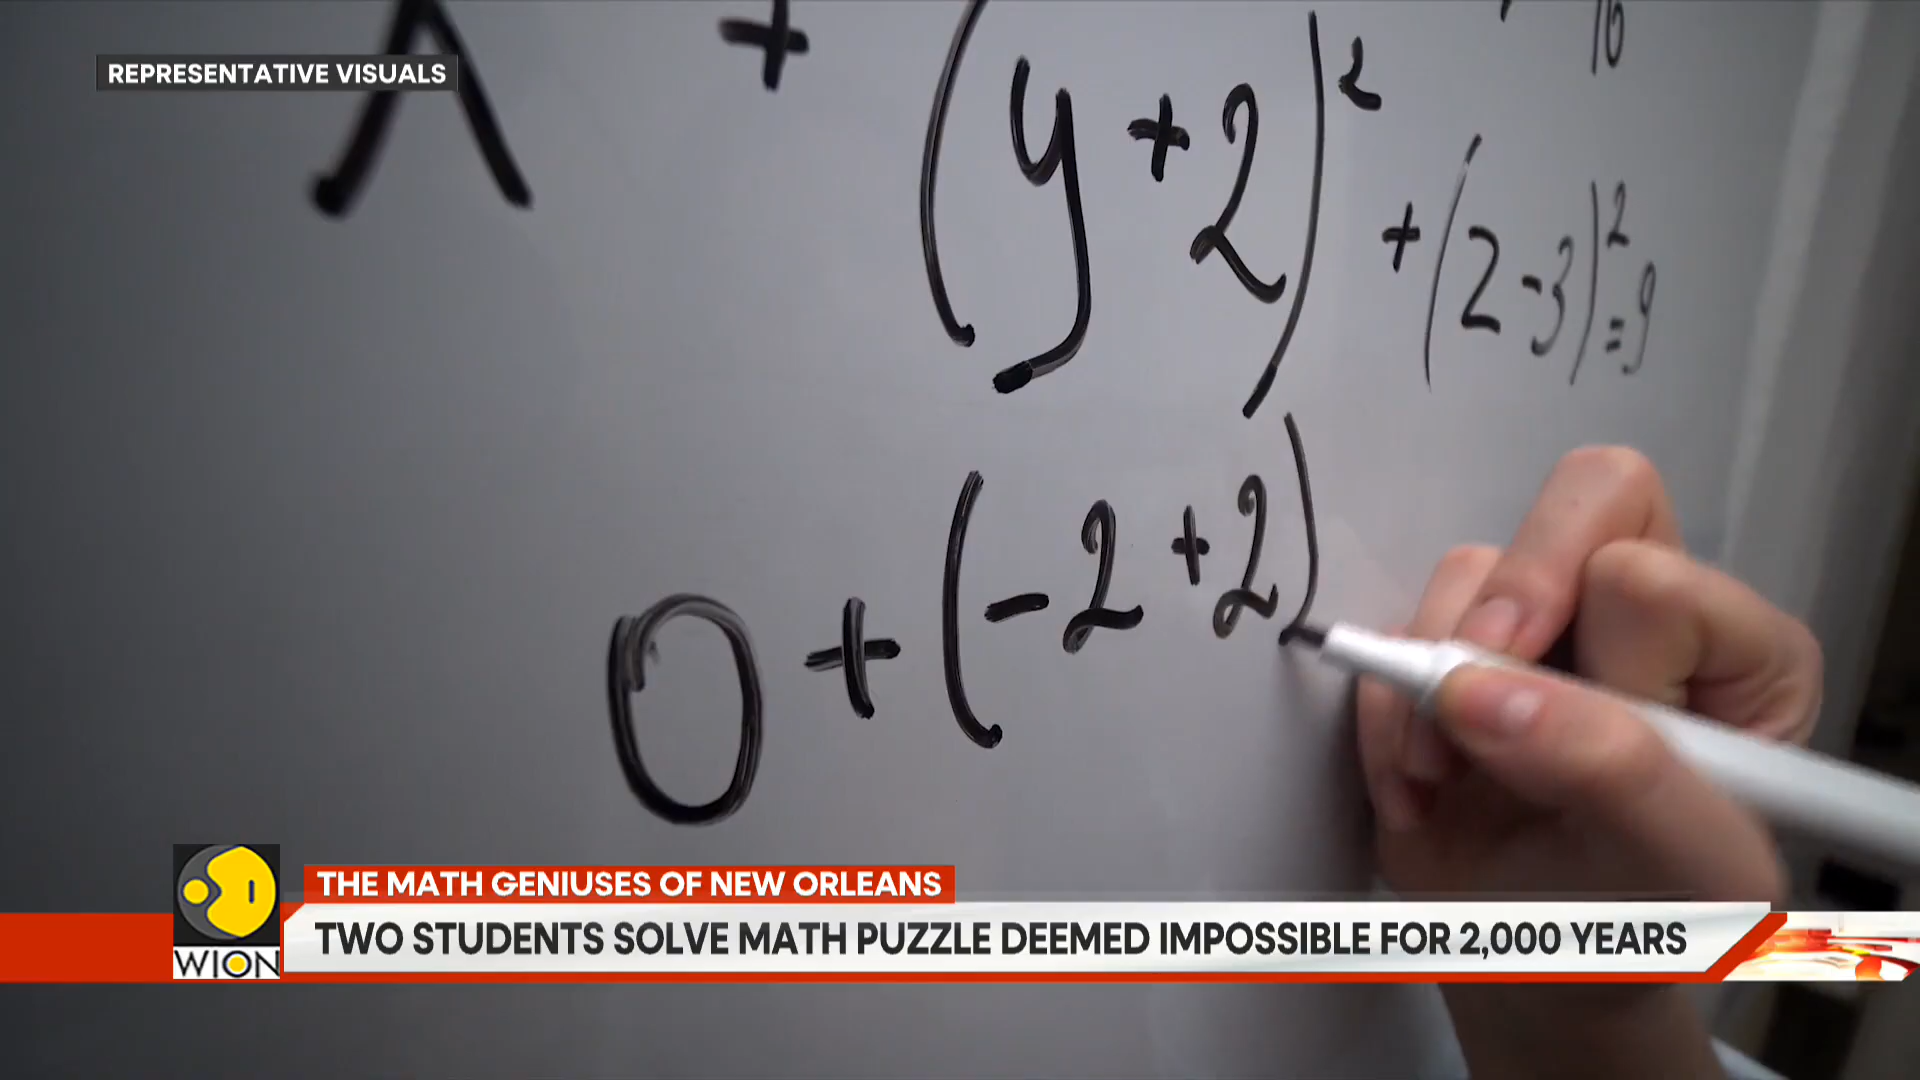 REPRESENTATIVE VISUALS
+ (y+2)² + (2-3)² = 9
0 + (-2+2)
THE MATH GENIUSES OF NEW ORLEANS
TWO STUDENTS SOLVE MATH PUZZLE DEEMED IMPOSSIBLE FOR 2,000 YEARS
WION